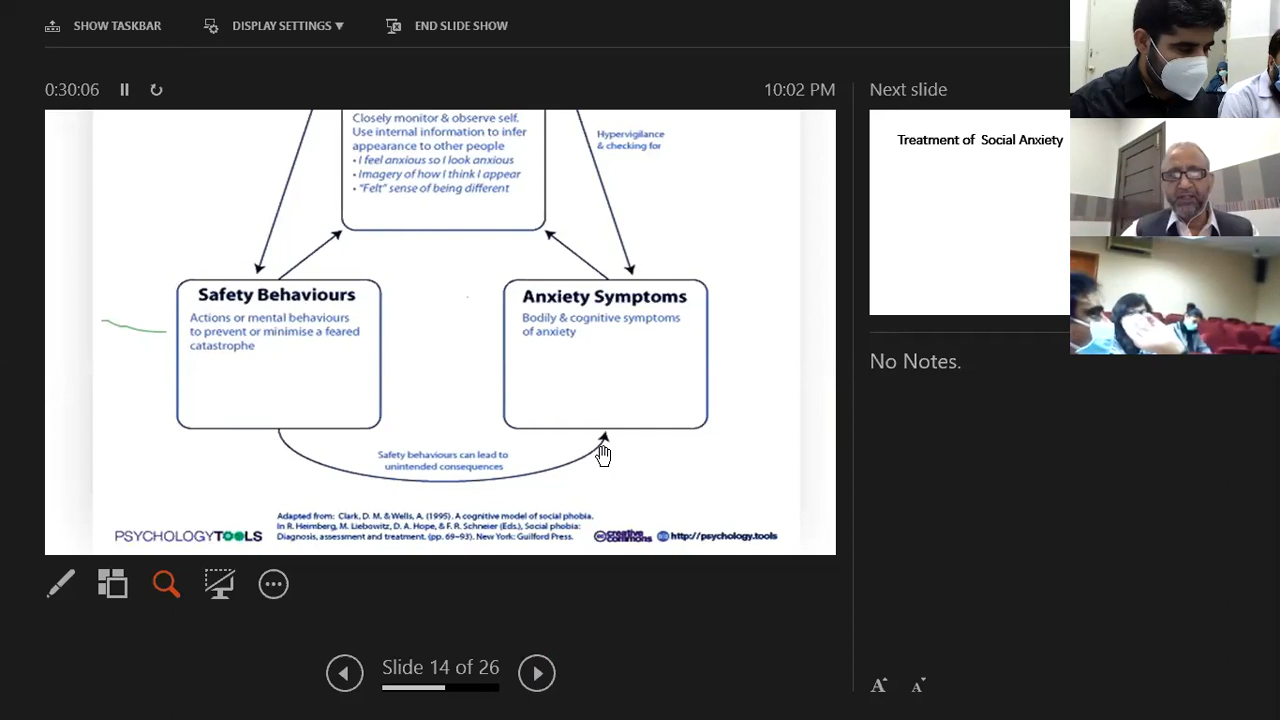 SHOW TASKBAR
DISPLAY SETTINGS ▼
END SLIDE SHOW
0:30:06
10:02 PM
Next slide
Closely monitor & observe self.
Use internal information to infer
appearance to other people
• I feel anxious so I look anxious
• Imagery of how I think I appear
• “Felt” sense of being different
Hypervigilance
& checking for
Treatment of Social Anxiety
Safety Behaviours
Actions or mental behaviours
to prevent or minimise a feared
catastrophe
Anxiety Symptoms
Bodily & cognitive symptoms
of anxiety
No Notes.
Safety behaviours can lead to
unintended consequences
PSYCHOLOGYTOOLS
Adapted from: Clark, D. M. & Wells, A. (1995). A cognitive model of social phobia.
In R. Heimberg, M. Liebowitz, D. A. Hope, & F. R. Schneier (Eds.), Social phobia:
Diagnosis, assessment and treatment. (pp. 69–93). New York: Guilford Press.
creative
commons
http://psychology.tools
Slide 14 of 26
A A